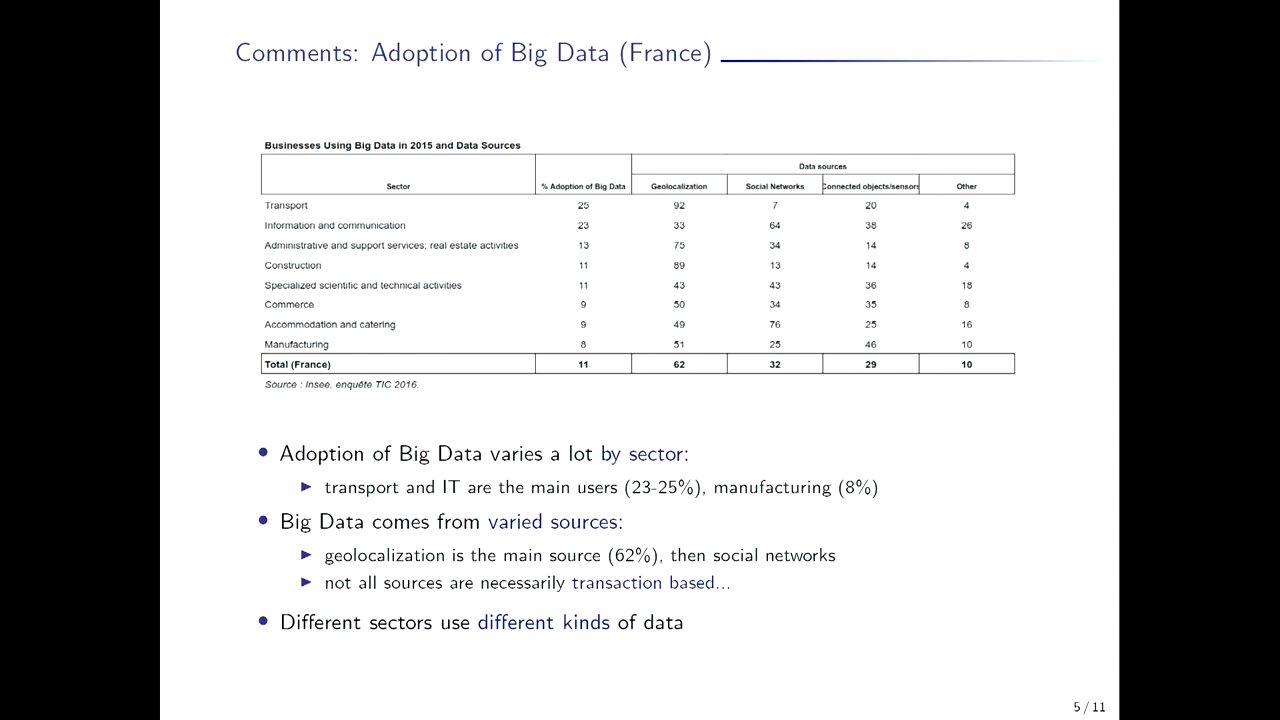 Comments: Adoption of Big Data (France)
Businesses Using Big Data in 2015 and Data Sources
Data sources
Sector % Adoption of Big Data Geolocalization Social Networks Connected objects/sensors Other
Transport 25 92 7 20 4
Information and communication 23 33 64 38 26
Administrative and support services; real estate activities 13 75 34 14 8
Construction 11 89 13 14 4
Specialized scientific and technical activities 11 43 43 36 18
Commerce 9 50 34 35 8
Accommodation and catering 9 49 76 25 16
Manufacturing 8 51 25 46 10
Total (France) 11 62 32 29 10
Source : Insee, enquête TIC 2016.
• Adoption of Big Data varies a lot by sector:
▶ transport and IT are the main users (23-25%), manufacturing (8%)
• Big Data comes from varied sources:
▶ geolocalization is the main source (62%), then social networks
▶ not all sources are necessarily transaction based...
• Different sectors use different kinds of data
5 / 11